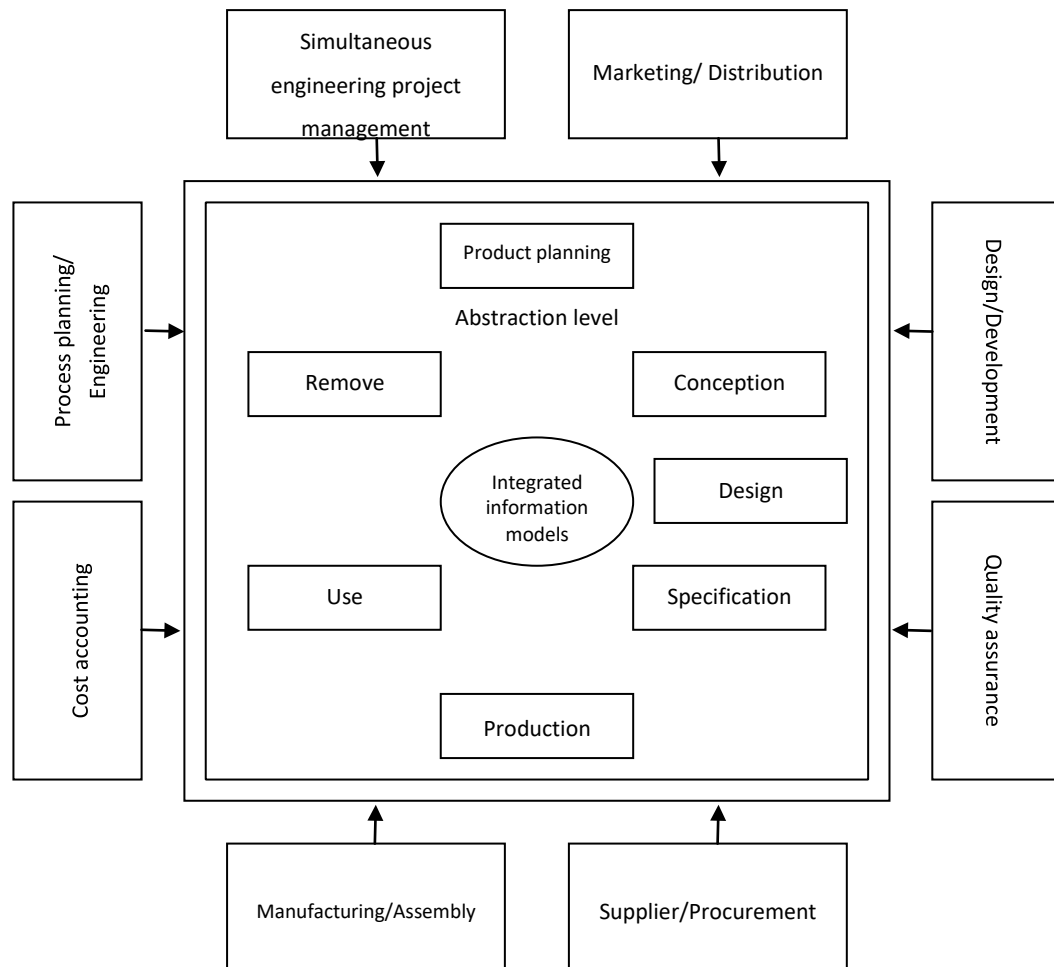 Simultaneous
engineering project
management
Marketing/ Distribution
Process planning/
Engineering
Product planning
Abstraction level
Remove
Conception
Design/Development
Integrated
information
models
Design
Use
Specification
Cost accounting
Quality assurance
Production
Manufacturing/Assembly
Supplier/Procurement